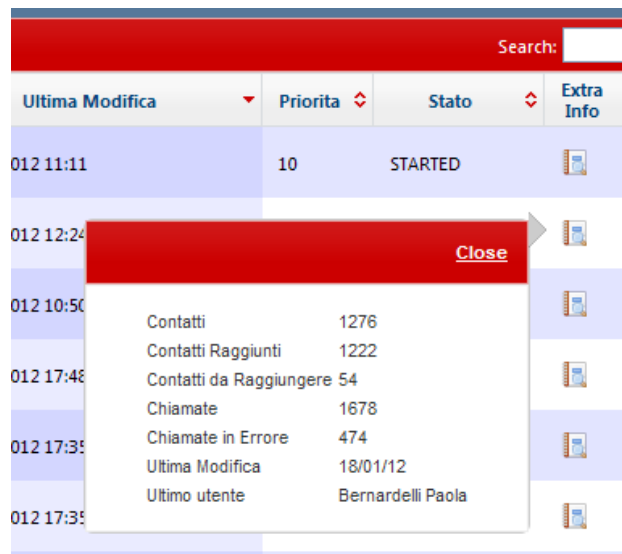 Search:
Ultima Modifica Priorita Stato Extra Info
012 11:11 10 STARTED
012 12:24
Close
012 10:50
Contatti 1276
Contatti Raggiunti 1222
Contatti da Raggiungere 54
012 17:48
Chiamate 1678
Chiamate in Errore 474
012 17:35
Ultima Modifica 18/01/12
Ultimo utente Bernardelli Paola
012 17:35